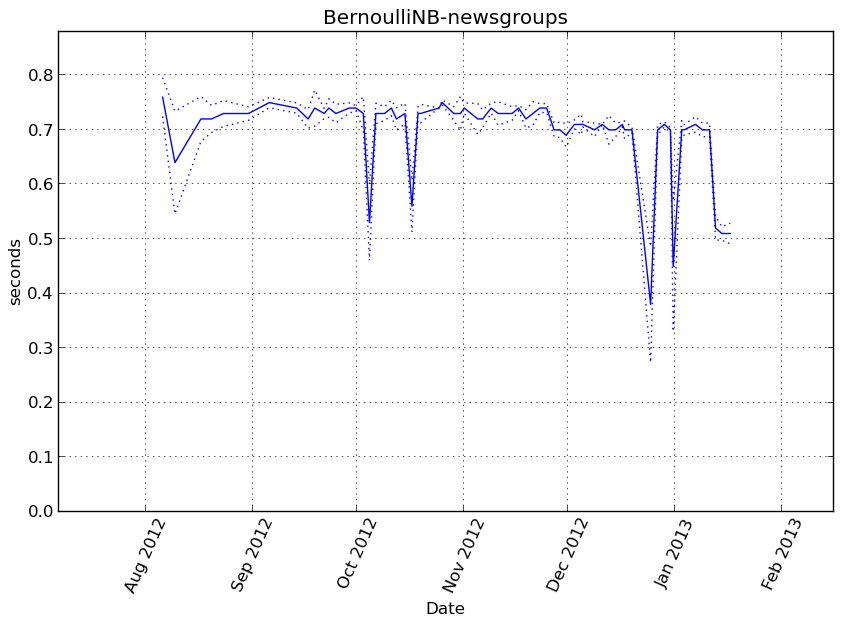 BernoulliNB-newsgroups
0.8
0.7
0.6
0.5
0.4
0.3
0.2
0.1
0.0
seconds
Aug 2012
Sep 2012
Oct 2012
Nov 2012
Dec 2012
Jan 2013
Feb 2013
Date